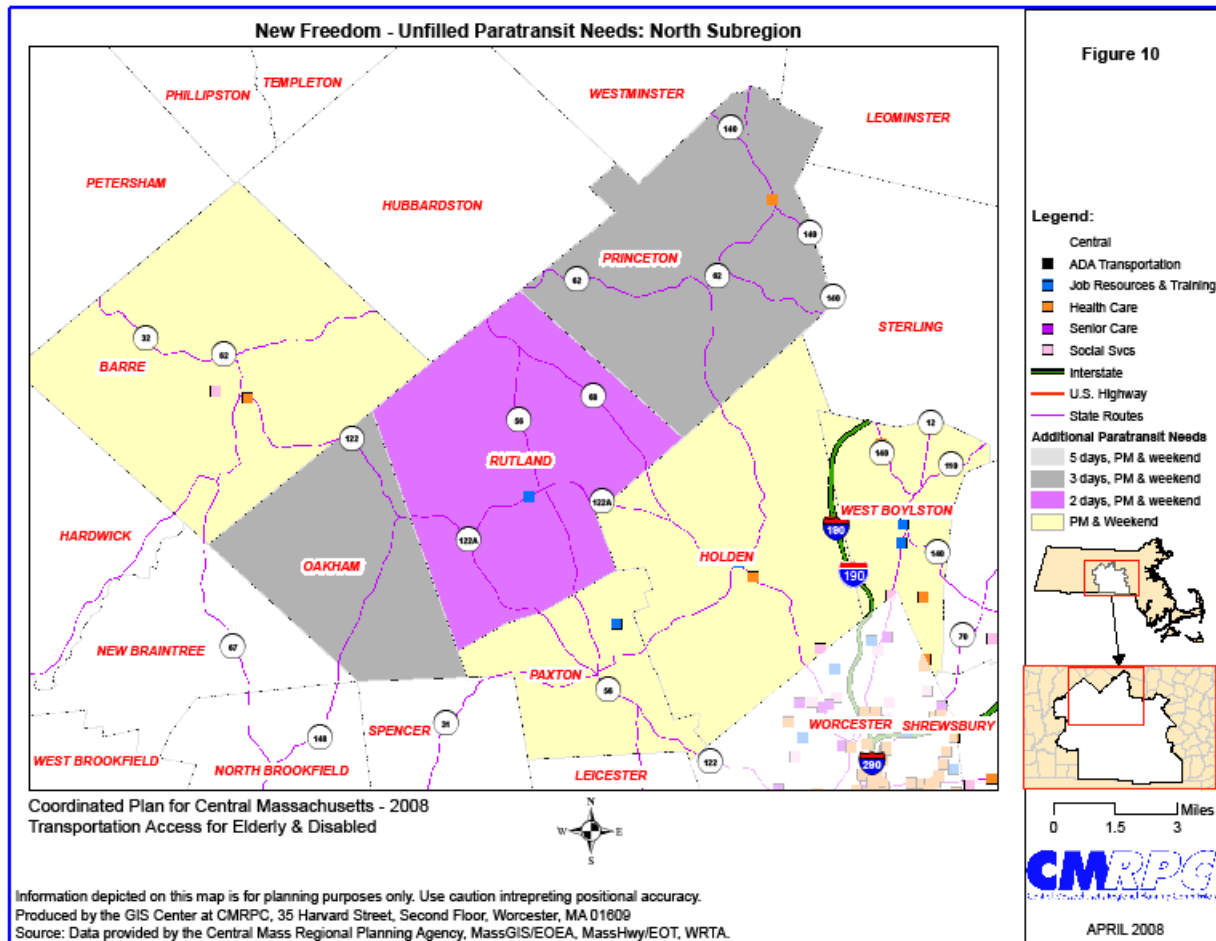 New Freedom - Unfilled Paratransit Needs: North Subregion
Figure 10
TEMPLETON
PHILLIPSTON
WESTMINSTER
LEOMINSTER
140
PETERSHAM
HUBBARDSTON
140
PRINCETON
62
62
140
STERLING
32
62
BARRE
68
56
122
12
140
110
RUTLAND
122A
WEST BOYLSTON
190
HARDWICK
122A
140
OAKHAM
HOLDEN
190
NEW BRAINTREE
67
70
PAXTON
56
SPENCER
31
WORCESTER
SHREWSBURY
148
WEST BROOKFIELD
NORTH BROOKFIELD
LEICESTER
122
290
Legend:
Central
ADA Transportation
Job Resources & Training
Health Care
Senior Care
Social Svcs
Interstate
U.S. Highway
State Routes
Additional Paratransit Needs
5 days, PM & weekend
3 days, PM & weekend
2 days, PM & weekend
PM & Weekend
Miles
0 1.5 3
CMRPC
APRIL 2008
Coordinated Plan for Central Massachusetts - 2008
Transportation Access for Elderly & Disabled
N
W E
S
Information depicted on this map is for planning purposes only. Use caution intrepreting positional accuracy.
Produced by the GIS Center at CMRPC, 35 Harvard Street, Second Floor, Worcester, MA 01609
Source: Data provided by the Central Mass Regional Planning Agency, MassGIS/EOEA, MassHwy/EOT, WRTA.